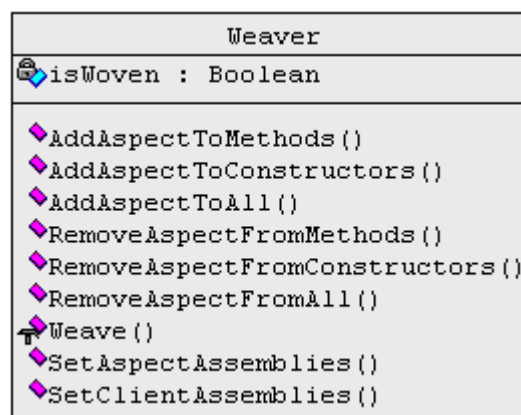 Weaver
isWoven : Boolean
AddAspectToMethods()
AddAspectToConstructors()
AddAspectToAll()
RemoveAspectFromMethods()
RemoveAspectFromConstructors()
RemoveAspectFromAll()
Weave()
SetAspectAssemblies()
SetClientAssemblies()